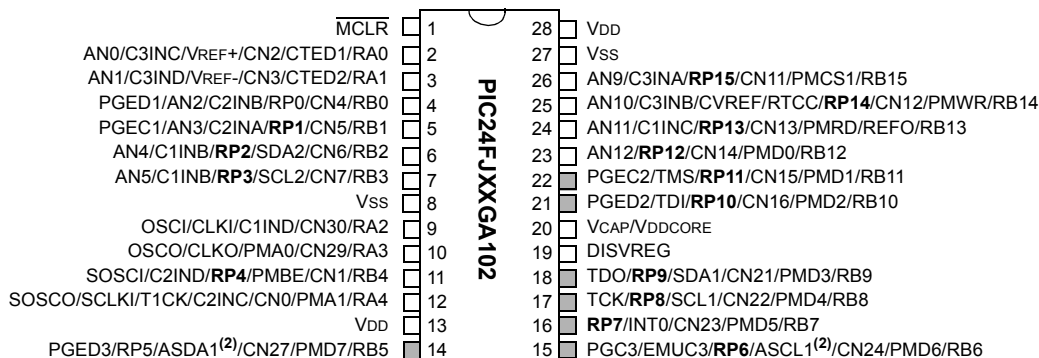 MCLR 1 28 VDD
AN0/C3INC/VREF+/CN2/CTED1/RA0 2 27 VSS
AN1/C3IND/VREF-/CN3/CTED2/RA1 3 26 AN9/C3INA/RP15/CN11/PMCS1/RB15
PGED1/AN2/C2INB/RP0/CN4/RB0 4 25 AN10/C3INB/CVREF/RTCC/RP14/CN12/PMWR/RB14
PGEC1/AN3/C2INA/RP1/CN5/RB1 5 24 AN11/C1INC/RP13/CN13/PMRD/REFO/RB13
AN4/C1INB/RP2/SDA2/CN6/RB2 6 23 AN12/RP12/CN14/PMD0/RB12
AN5/C1INB/RP3/SCL2/CN7/RB3 7 22 PGEC2/TMS/RP11/CN15/PMD1/RB11
VSS 8 21 PGED2/TDI/RP10/CN16/PMD2/RB10
OSCI/CLKI/C1IND/CN30/RA2 9 20 VCAP/VDDCORE
OSCO/CLKO/PMA0/CN29/RA3 10 19 DISVREG
SOSCI/C2IND/RP4/PMBE/CN1/RB4 11 18 TDO/RP9/SDA1/CN21/PMD3/RB9
SOSCO/SCLKI/T1CK/C2INC/CN0/PMA1/RA4 12 17 TCK/RP8/SCL1/CN22/PMD4/RB8
VDD 13 16 RP7/INT0/CN23/PMD5/RB7
PGED3/RP5/ASDA1(2)/CN27/PMD7/RB5 14 15 PGC3/EMUC3/RP6/ASCL1(2)/CN24/PMD6/RB6
PIC24FJXXGA102